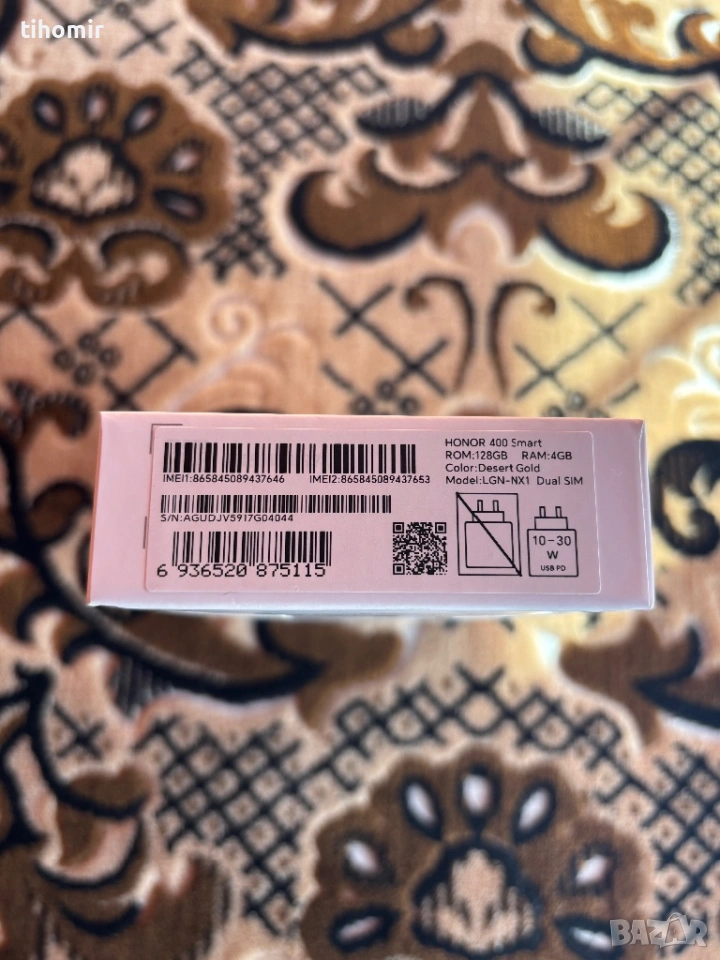 tihomir
HONOR 400 Smart
ROM:128GB RAM:4GB
Color:Desert Gold
Model:LGN-NX1 Dual SIM
IMEI1:865845089437646 IMEI2:865845089437653
S/N:AGUDJV5917G04044
6 936520 875115
10-30
W
USB PD
BAZAR